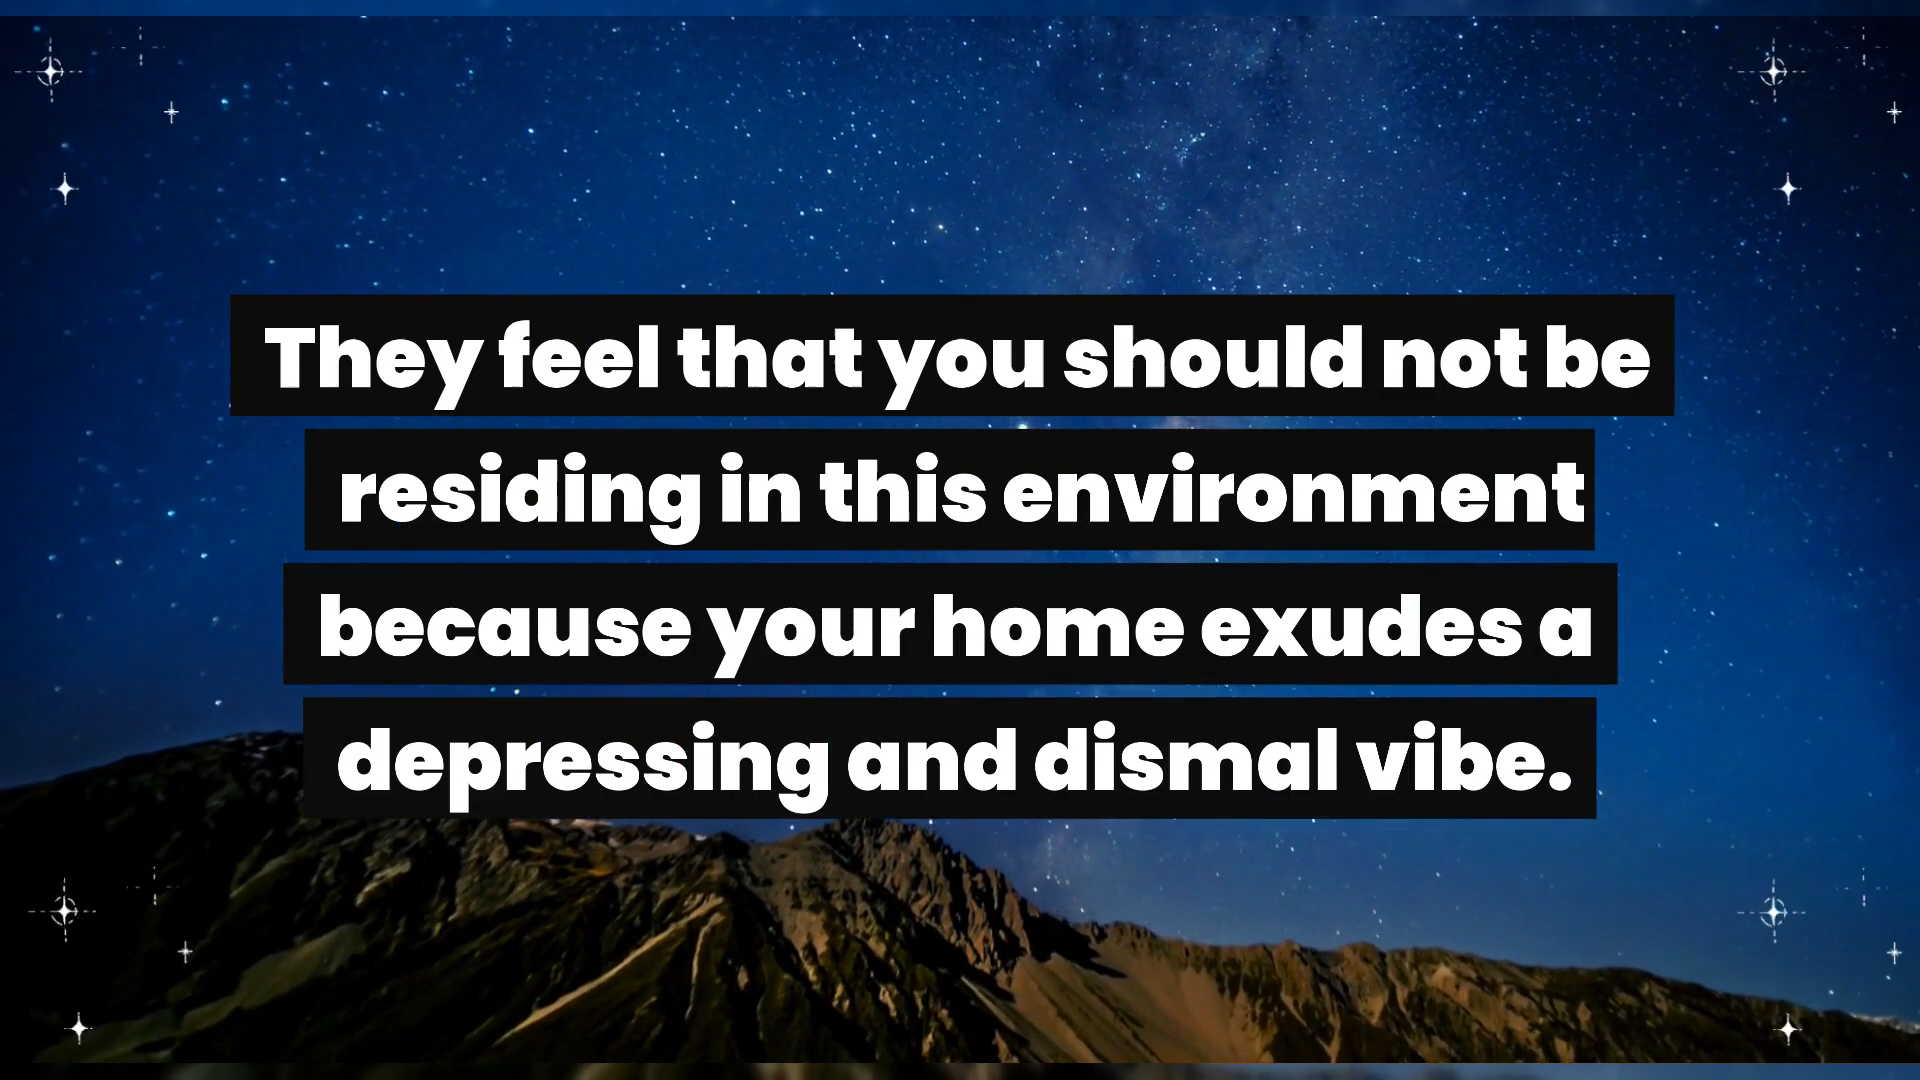 They feel that you should not be
residing in this environment
because your home exudes a
depressing and dismal vibe.